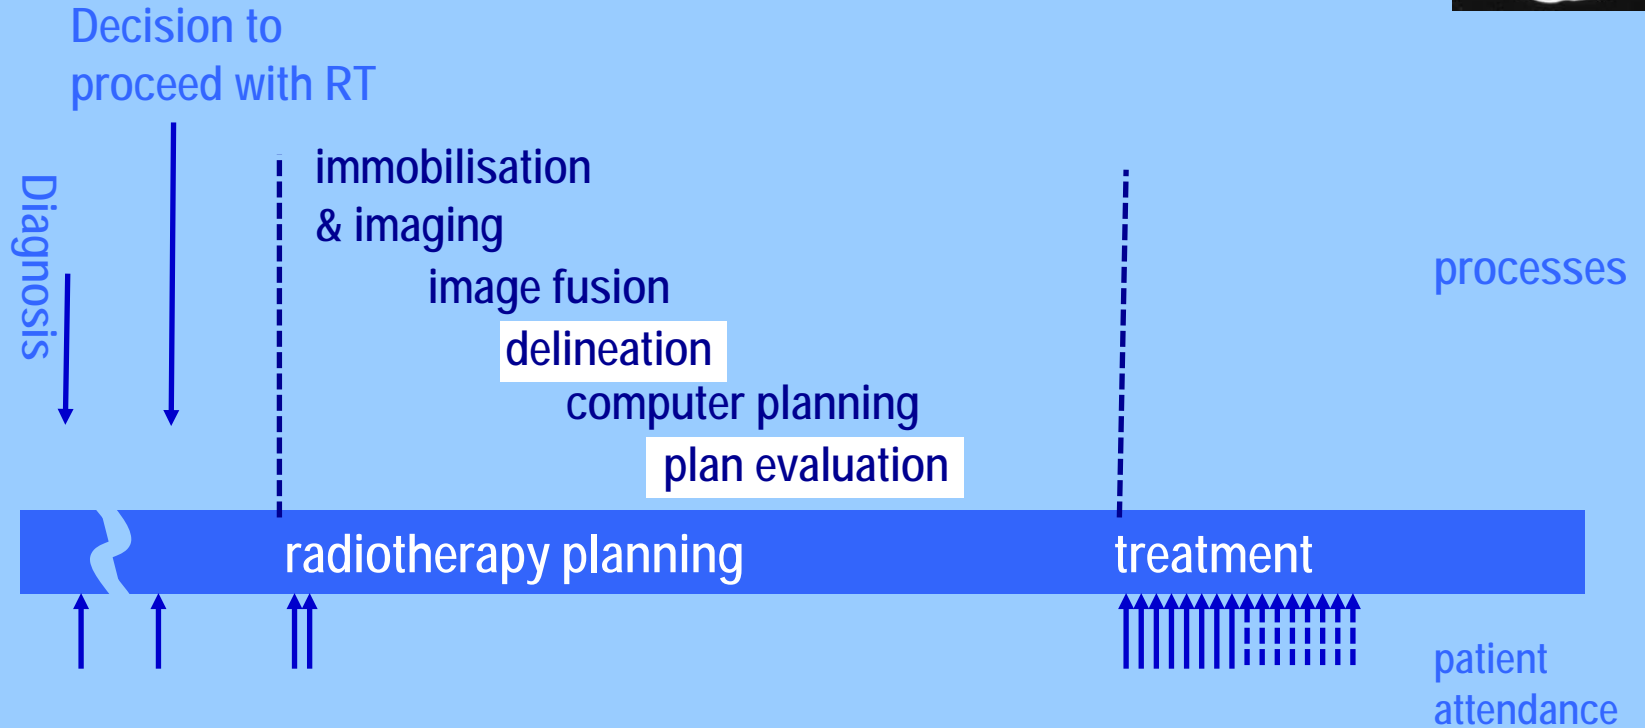 Decision to
proceed with RT
Diagnosis
immobilisation
& imaging
image fusion
delineation
computer planning
plan evaluation
processes
radiotherapy planning
treatment
patient
attendance